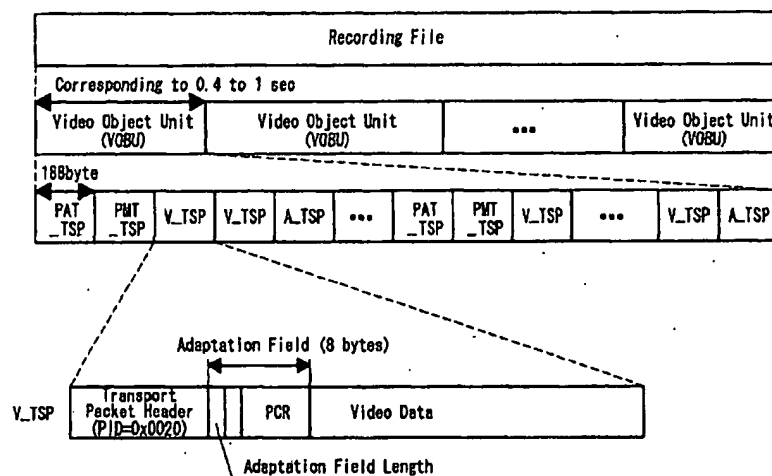 Recording File
Corresponding to 0.4 to 1 sec
Video Object Unit
(VOBU)
Video Object Unit
(VOBU)
•••
Video Object Unit
(VOBU)
188byte
PAT
_TSP
PMT
_TSP
V_TSP
V_TSP
A_TSP
•••
PAT
_TSP
PMT
_TSP
V_TSP
•••
V_TSP
A_TSP
Adaptation Field (8 bytes)
V_TSP
Transport
Packet Header
(PID=0x0020)
PCR
Video Data
Adaptation Field Length